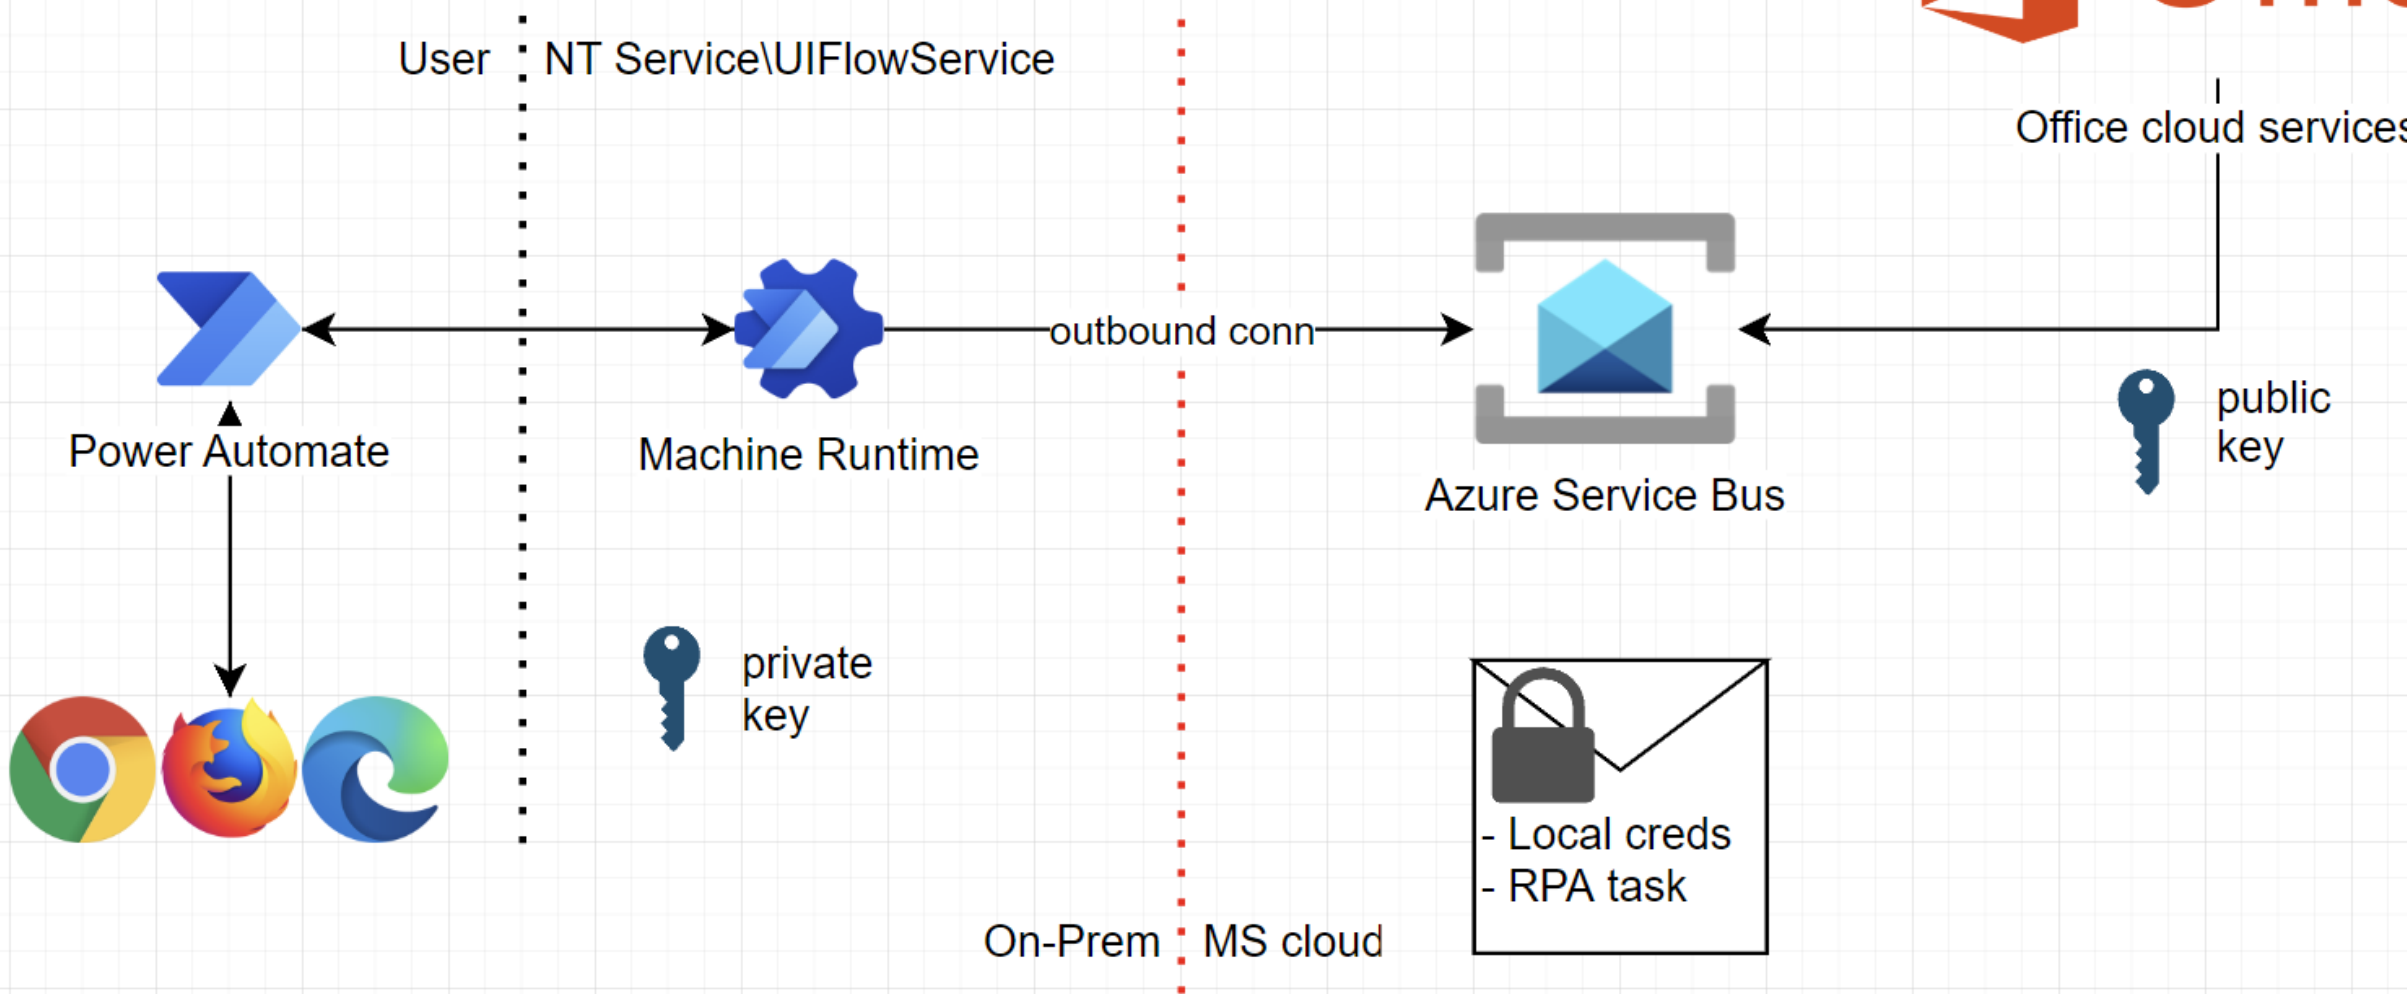 User
NT Service\UIFlowService
Office cloud services
outbound conn
Power Automate
Machine Runtime
Azure Service Bus
public
key
private
key
- Local creds
- RPA task
On-Prem
MS cloud